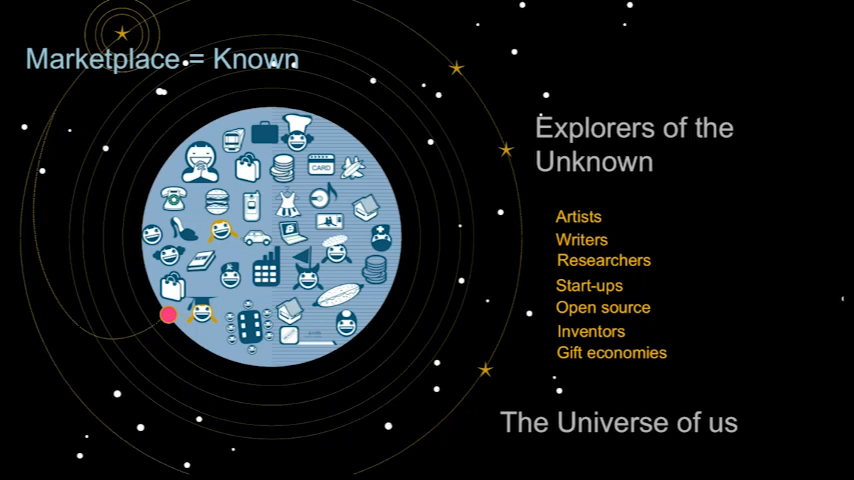 Marketplace = Known
Explorers of the
Unknown
CARD
Artists
Writers
Researchers
Start-ups
Open source
Inventors
Gift economies
The Universe of us